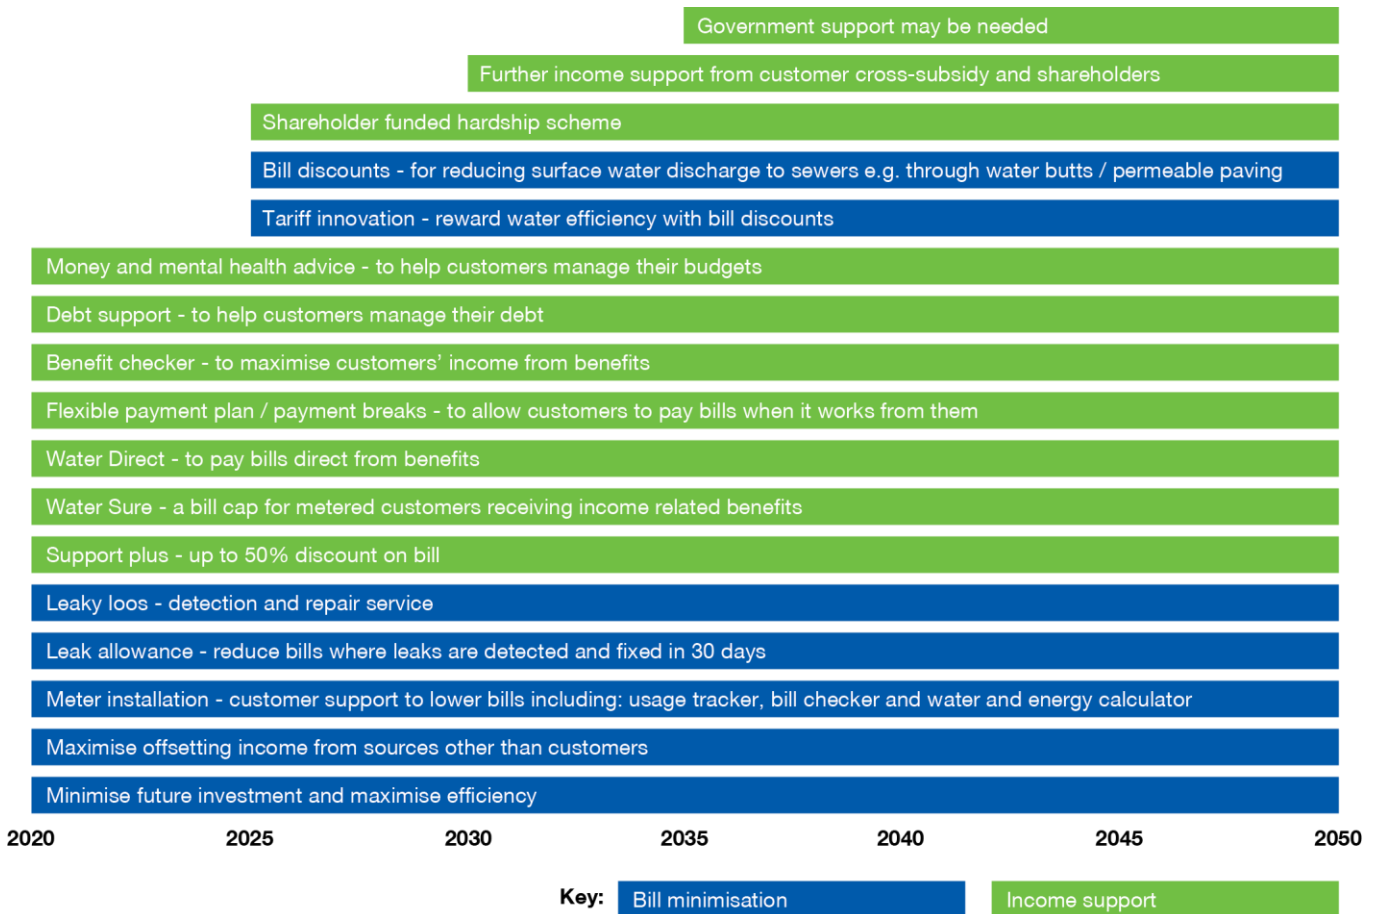 Government support may be needed
Further income support from customer cross-subsidy and shareholders
Shareholder funded hardship scheme
Bill discounts - for reducing surface water discharge to sewers e.g. through water butts / permeable paving
Tariff innovation - reward water efficiency with bill discounts
Money and mental health advice - to help customers manage their budgets
Debt support - to help customers manage their debt
Benefit checker - to maximise customers’ income from benefits
Flexible payment plan / payment breaks - to allow customers to pay bills when it works from them
Water Direct - to pay bills direct from benefits
Water Sure - a bill cap for metered customers receiving income related benefits
Support plus - up to 50% discount on bill
Leaky loos - detection and repair service
Leak allowance - reduce bills where leaks are detected and fixed in 30 days
Meter installation - customer support to lower bills including: usage tracker, bill checker and water and energy calculator
Maximise offsetting income from sources other than customers
Minimise future investment and maximise efficiency
2020 2025 2030 2035 2040 2045 2050
Key: Bill minimisation Income support